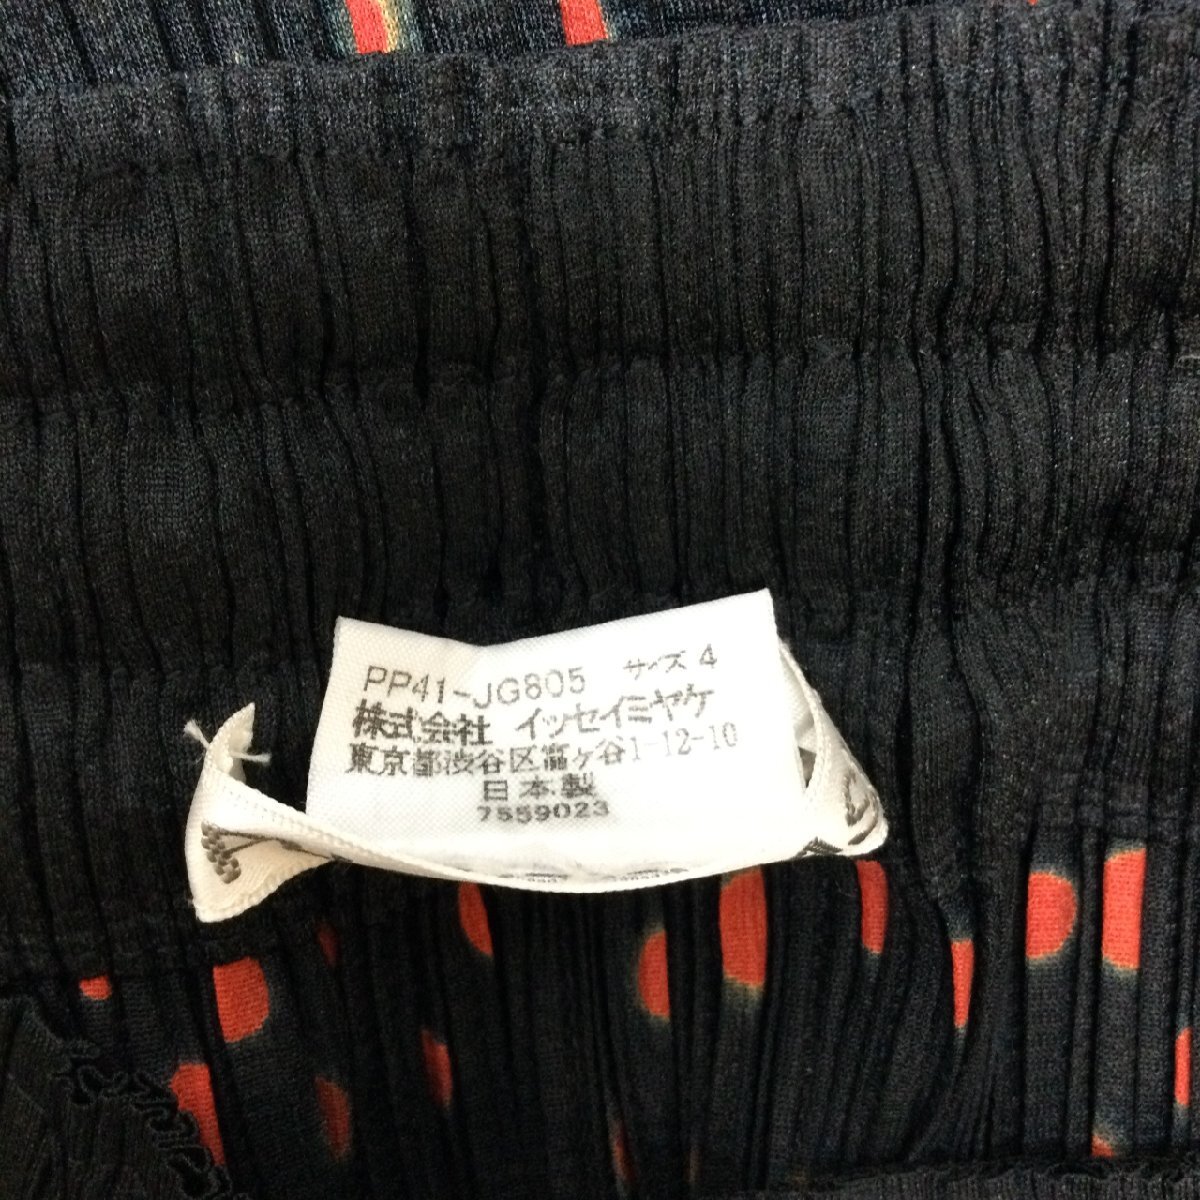 PP41-JG805 サイズ 4
株式会社 イッセイミヤケ
東京都渋谷区富ヶ谷1-12-10
日本製
7559023